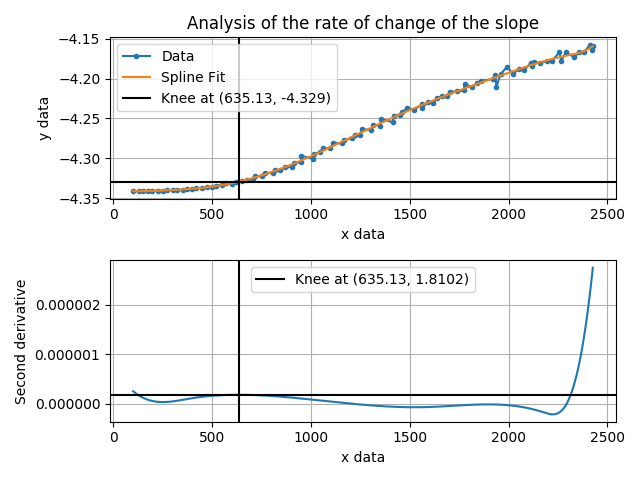 Analysis of the rate of change of the slope
−4.15
−4.20
−4.25
−4.30
−4.35
y data
Data
Spline Fit
Knee at (635.13, -4.329)
0 500 1000 1500 2000 2500
x data
0.000002
0.000001
0.000000
Second derivative
Knee at (635.13, 1.8102)
0 500 1000 1500 2000 2500
x data